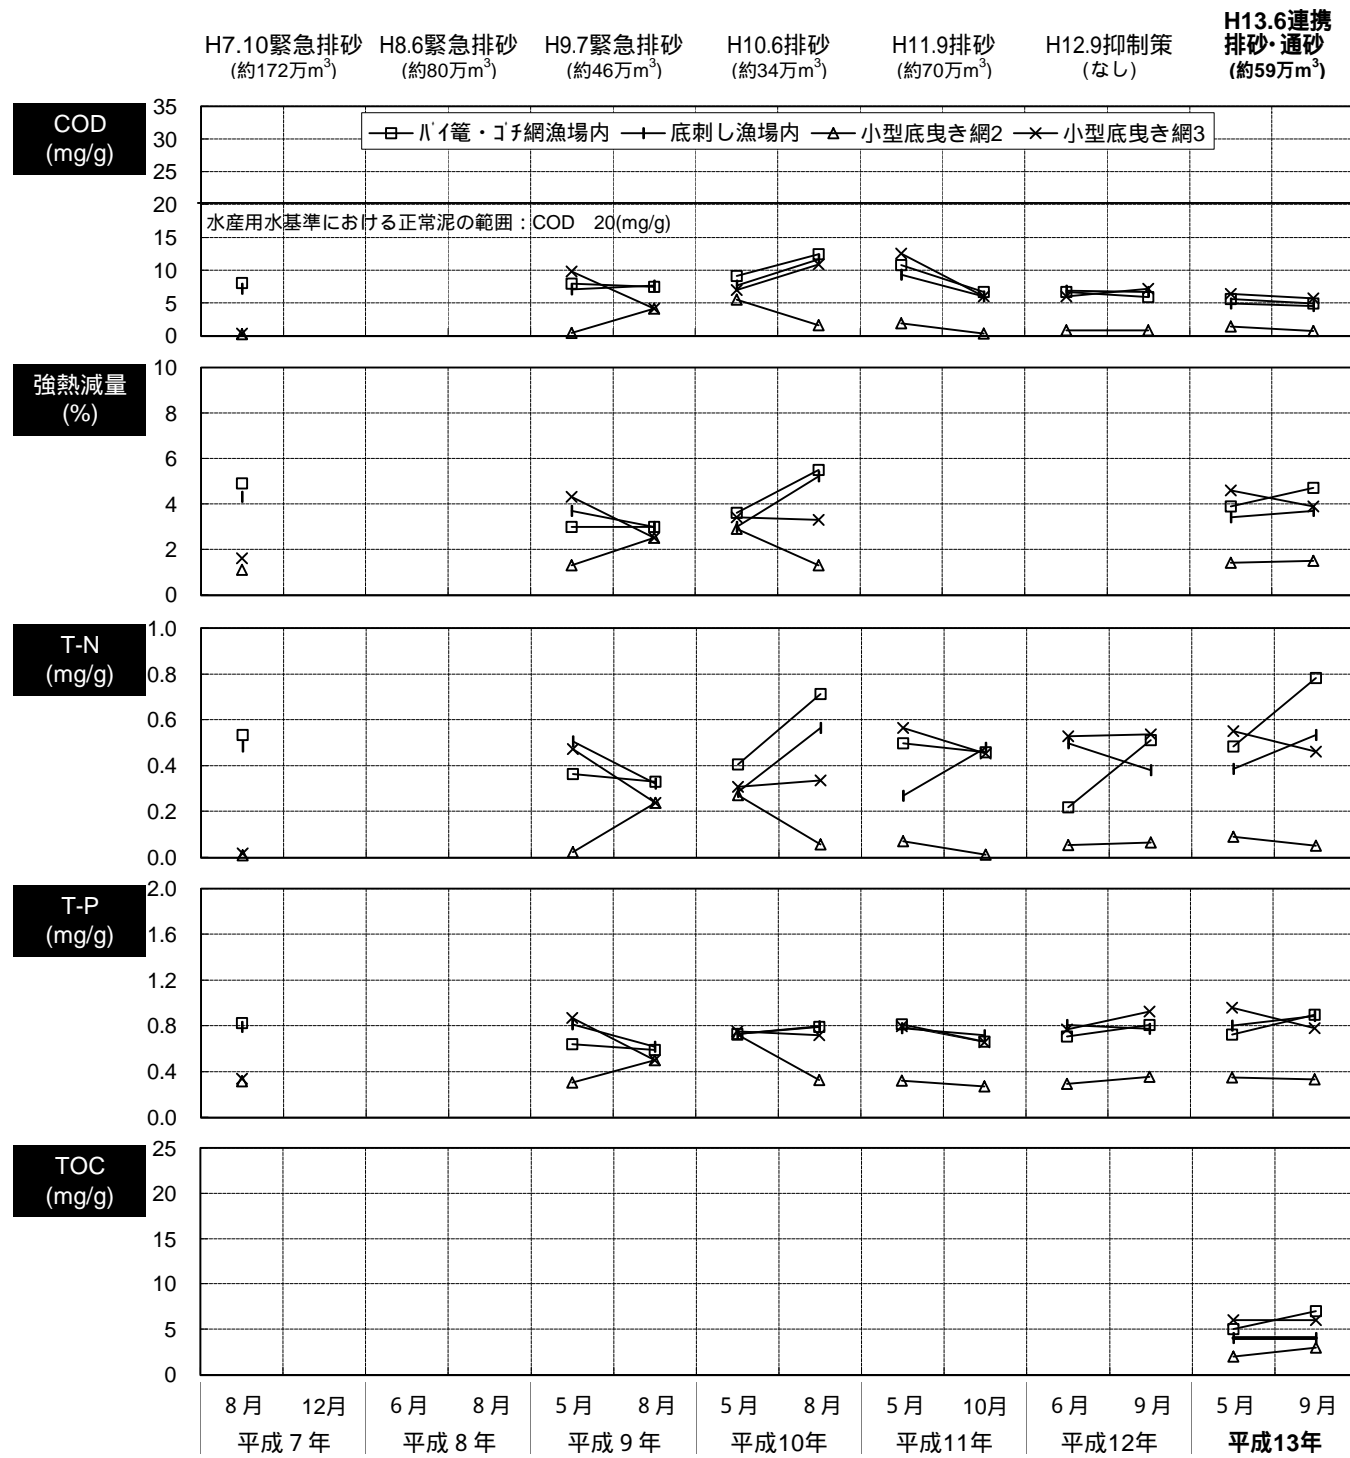 H7.10緊急排砂 H8.6緊急排砂 H9.7緊急排砂 H10.6排砂 H11.9排砂 H12.9抑制策 H13.6連携排砂・通砂
(約172万m³) (約80万m³) (約46万m³) (約34万m³) (約70万m³) (なし) (約59万m³)
COD
(mg/g)
35
30
25
20
15
10
5
0
バイ篭・ゴチ網漁場内 底刺し漁場内 小型底曳き網2 小型底曳き網3
水産用水基準における正常泥の範囲：COD 20(mg/g)
強熱減量
(%)
10
8
6
4
2
0
T-N
(mg/g)
1.0
0.8
0.6
0.4
0.2
0.0
T-P
(mg/g)
2.0
1.6
1.2
0.8
0.4
0.0
TOC
(mg/g)
25
20
15
10
5
0
8月 12月 6月 8月 5月 8月 5月 8月 5月 10月 6月 9月 5月 9月
平成7年 平成8年 平成9年 平成10年 平成11年 平成12年 平成13年